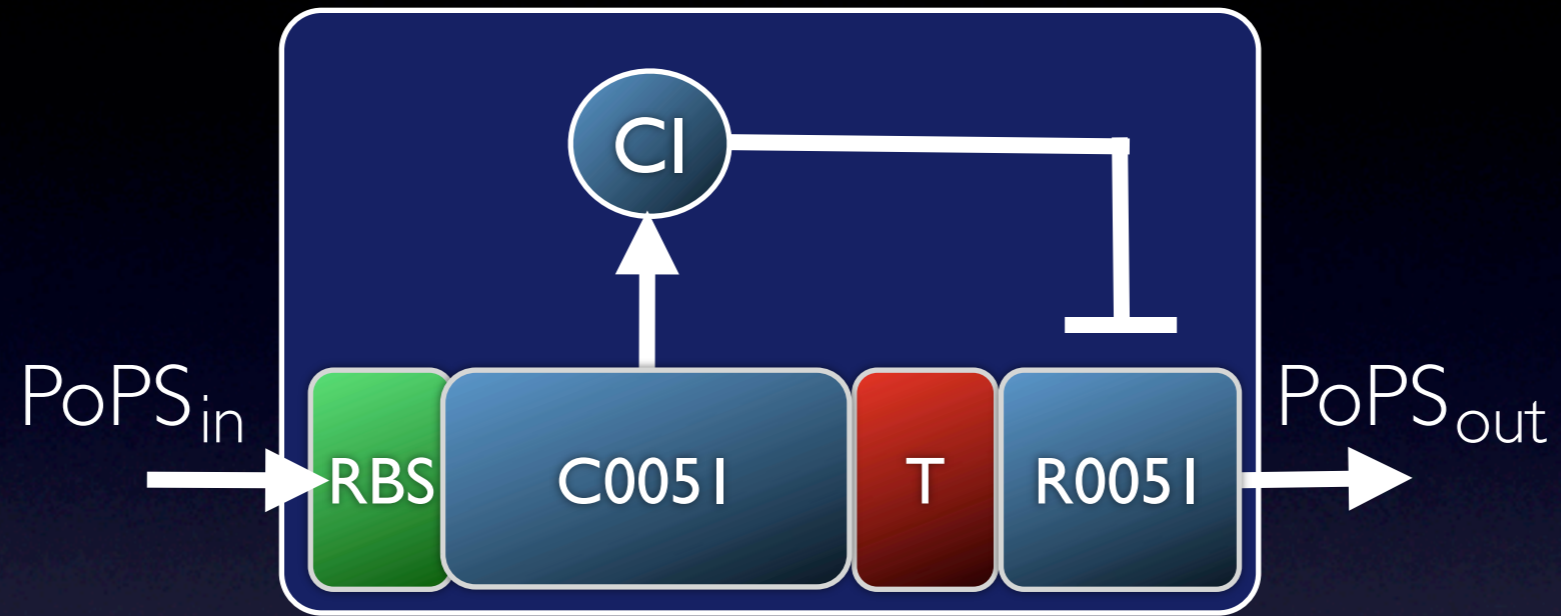 CI
PoPSin
PoPSout
RBS
C0051
T
R0051